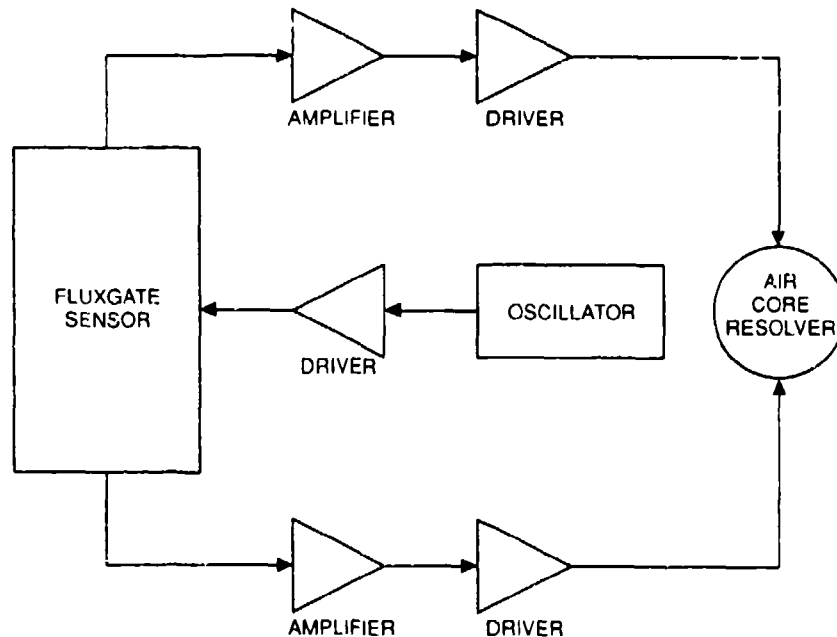 AMPLIFIER
DRIVER
FLUXGATE
SENSOR
DRIVER
OSCILLATOR
AIR
CORE
RESOLVER
AMPLIFIER
DRIVER